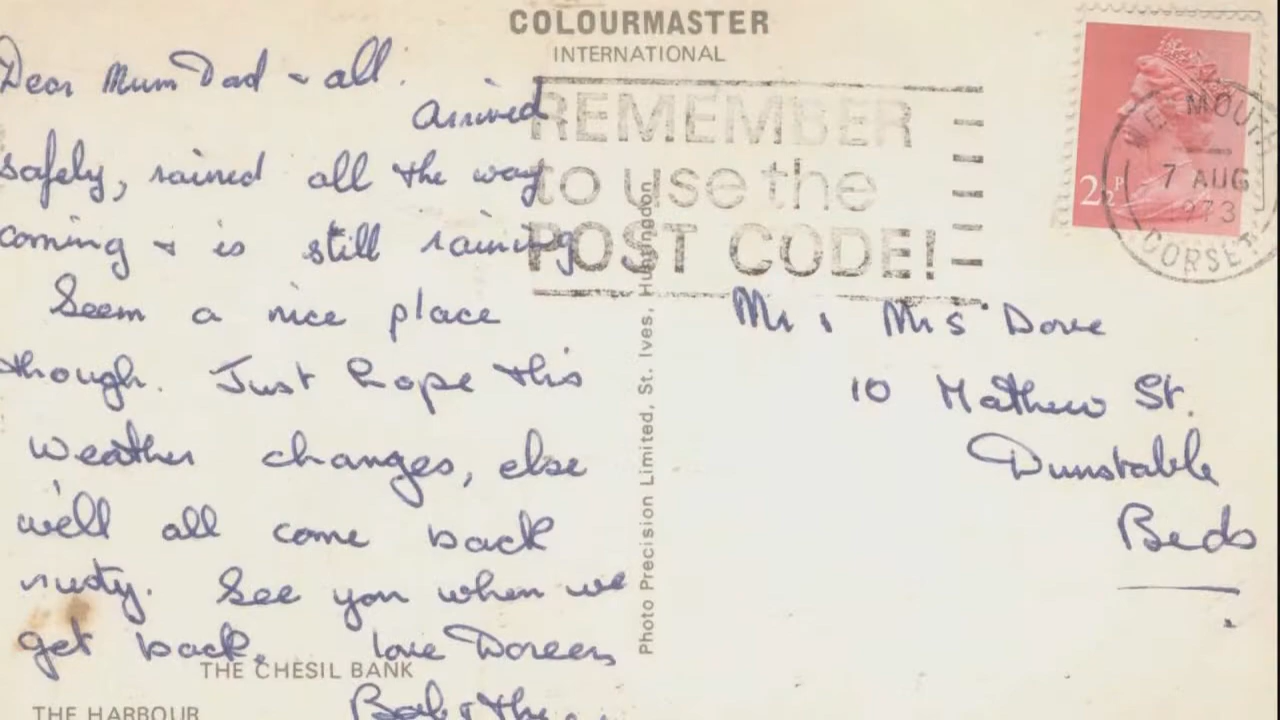 COLOURMASTER
INTERNATIONAL
Dear Mum Dad & all.
Arrived
safely, rained all the way
coming & is still raining
Seem a nice place
though. Just hope this
weather changes, else
we'll all come back
rusty. See you when we
get back. love Doreen
THE CHESIL BANK
THE HARBOUR
REMEMBER
to use the
POST CODE!
Photo Precision Limited, St. Ives, Huntingdon
2½P
WEYMOUTH
7 AUG
1973
DORSET
Mr & Mrs Dove
10 Mathew St.
Dunstable
Beds